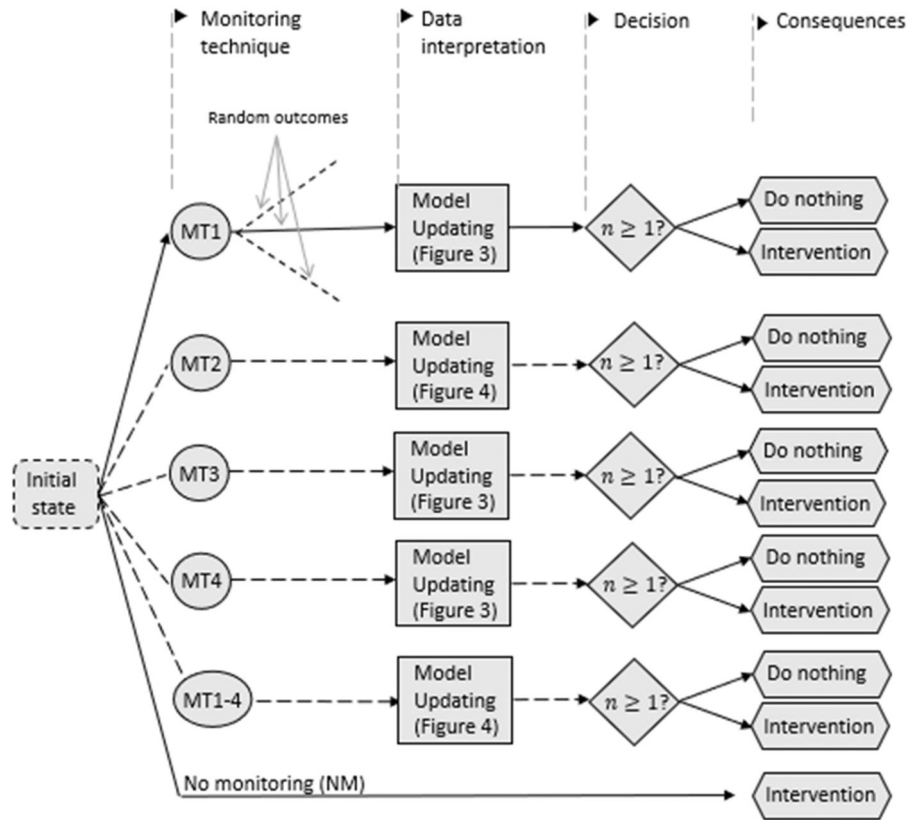 Monitoring
technique
Data
interpretation
Decision
Consequences
Random outcomes
MT1
Model
Updating
(Figure 3)
n ≥ 1?
Do nothing
Intervention
MT2
Model
Updating
(Figure 4)
n ≥ 1?
Do nothing
Intervention
Initial
state
MT3
Model
Updating
(Figure 3)
n ≥ 1?
Do nothing
Intervention
MT4
Model
Updating
(Figure 3)
n ≥ 1?
Do nothing
Intervention
MT1-4
Model
Updating
(Figure 4)
n ≥ 1?
Do nothing
Intervention
No monitoring (NM)
Intervention